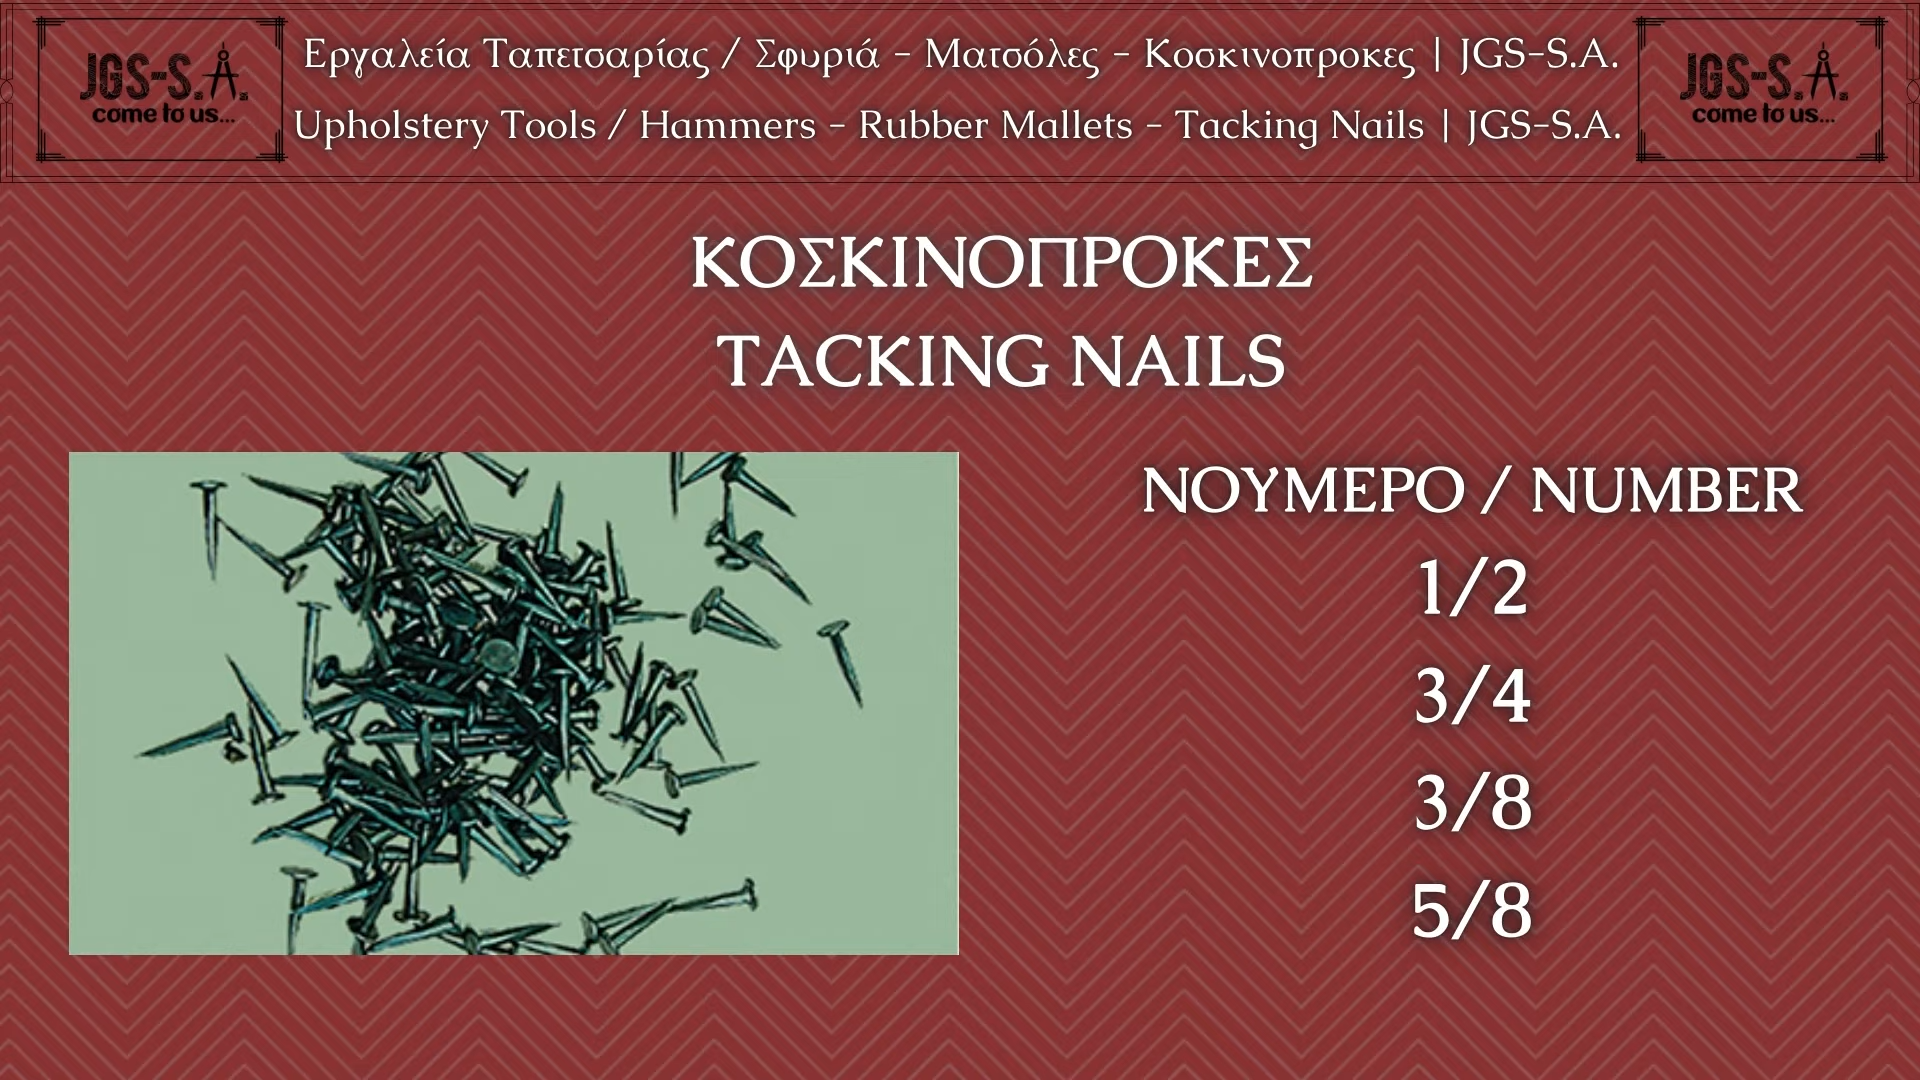 JGS-S.A.
come to us...
Εργαλεία Ταπετσαρίας / Σφυριά - Ματσόλες - Κοσκινοπροκες | JGS-S.A.
Upholstery Tools / Hammers - Rubber Mallets - Tacking Nails | JGS-S.A.
JGS-S.A.
come to us...
ΚΟΣΚΙΝΟΠΡΟΚΕΣ
TACKING NAILS
ΝΟΥΜΕΡΟ / NUMBER
1/2
3/4
3/8
5/8